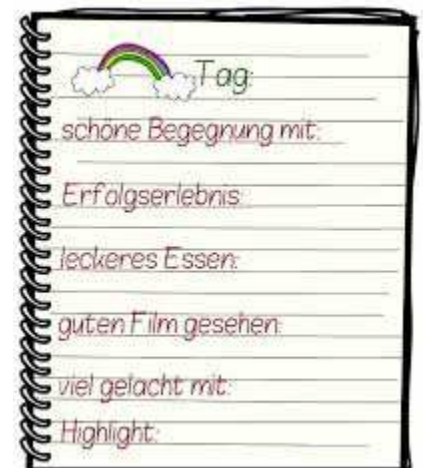 Tag:
schöne Begegnung mit:
Erfolgserlebnis:
leckeres Essen:
guten Film gesehen:
viel gelacht mit:
Highlight: